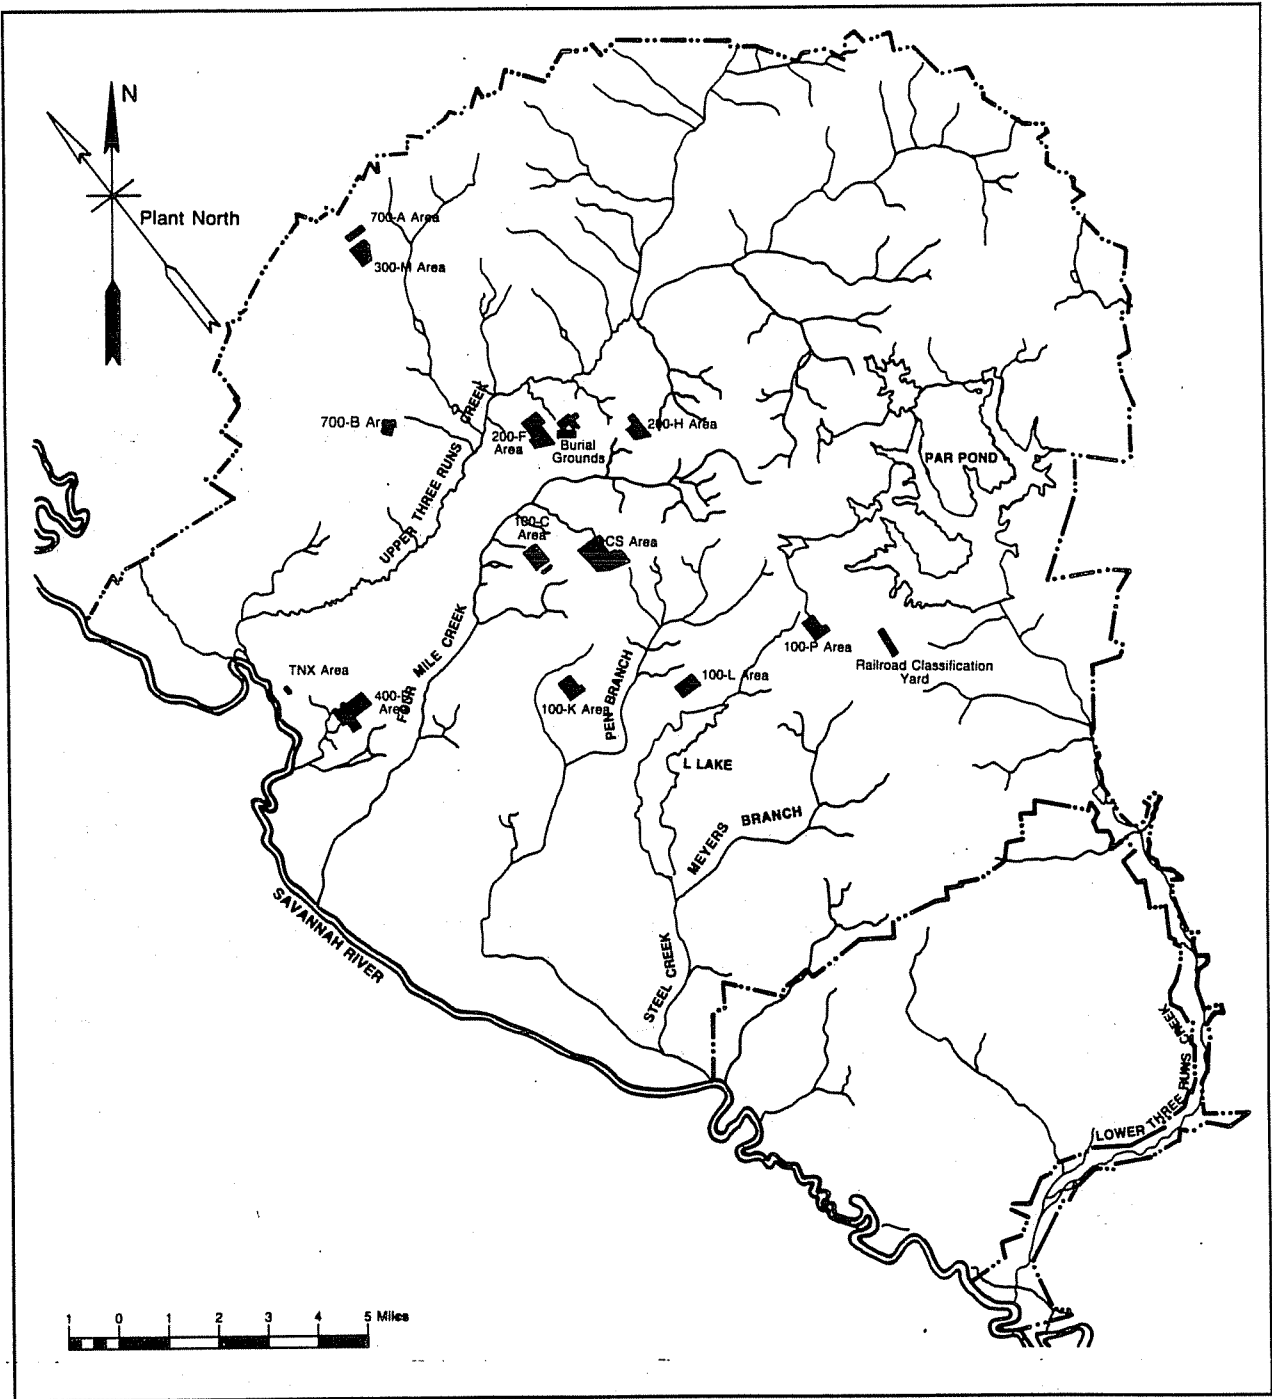 N
Plant North
700-A Area
300-M Area
700-B Area
UPPER THREE RUNS CREEK
200-F
Area
Burial
Grounds
200-H Area
PAR POND
100-C
Area
CS Area
FOUR MILE CREEK
TNX Area
400-D
Area
100-K Area
PEN BRANCH
100-L Area
100-P Area
Railroad Classification
Yard
L LAKE
MEYERS BRANCH
SAVANNAH RIVER
STEEL CREEK
LOWER THREE RUNS CREEK
1 0 1 2 3 4 5 Miles